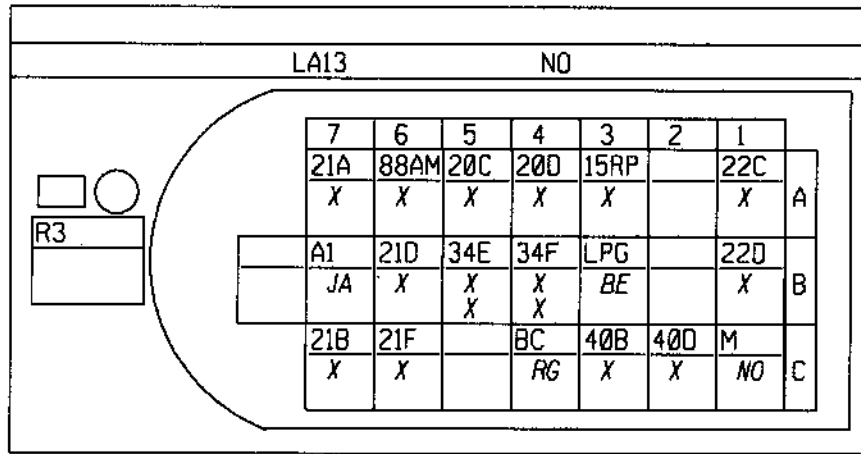 LA13 NO
7 6 5 4 3 2 1
21A 88AM 20C 20D 15RP 22C
X X X X X X A
R3
A1 21D 34E 34F LPG 22D
JA X X X BE X B
X X
21B 21F BC 40B 40D M
X X RG X X NO C